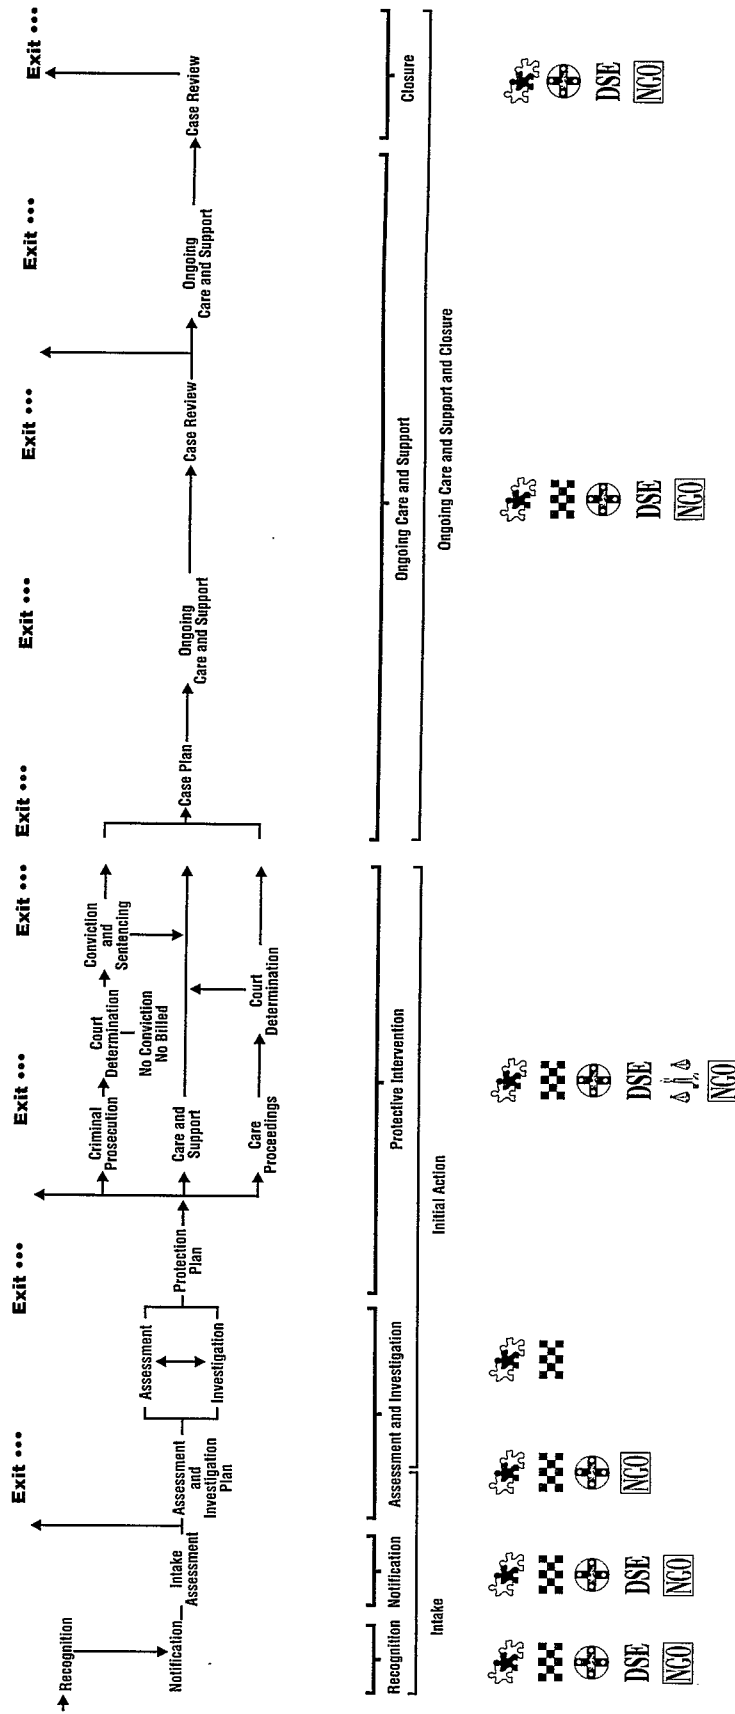 Exit •••
Exit •••
Exit •••
Exit •••
Exit •••
Exit •••
Exit •••
Exit •••
Exit •••
Recognition
Notification
Intake
Assessment
Assessment
and
Investigation
Plan
Assessment
Investigation
Protection
Plan
Criminal
Prosecution
Court
Determination
No Conviction
No Billed
Conviction
and
Sentencing
Care and
Support
Care
Proceedings
Court
Determination
Case Plan
Ongoing
Care and Support
Case Review
Ongoing
Care and Support
Case Review
Recognition
Notification
Assessment and Investigation
Protective Intervention
Ongoing Care and Support
Closure
Intake
Initial Action
Ongoing Care and Support and Closure
DSE
NGO
DSE
NGO
NGO
DSE
NGO
DSE
NGO
DSE
NGO